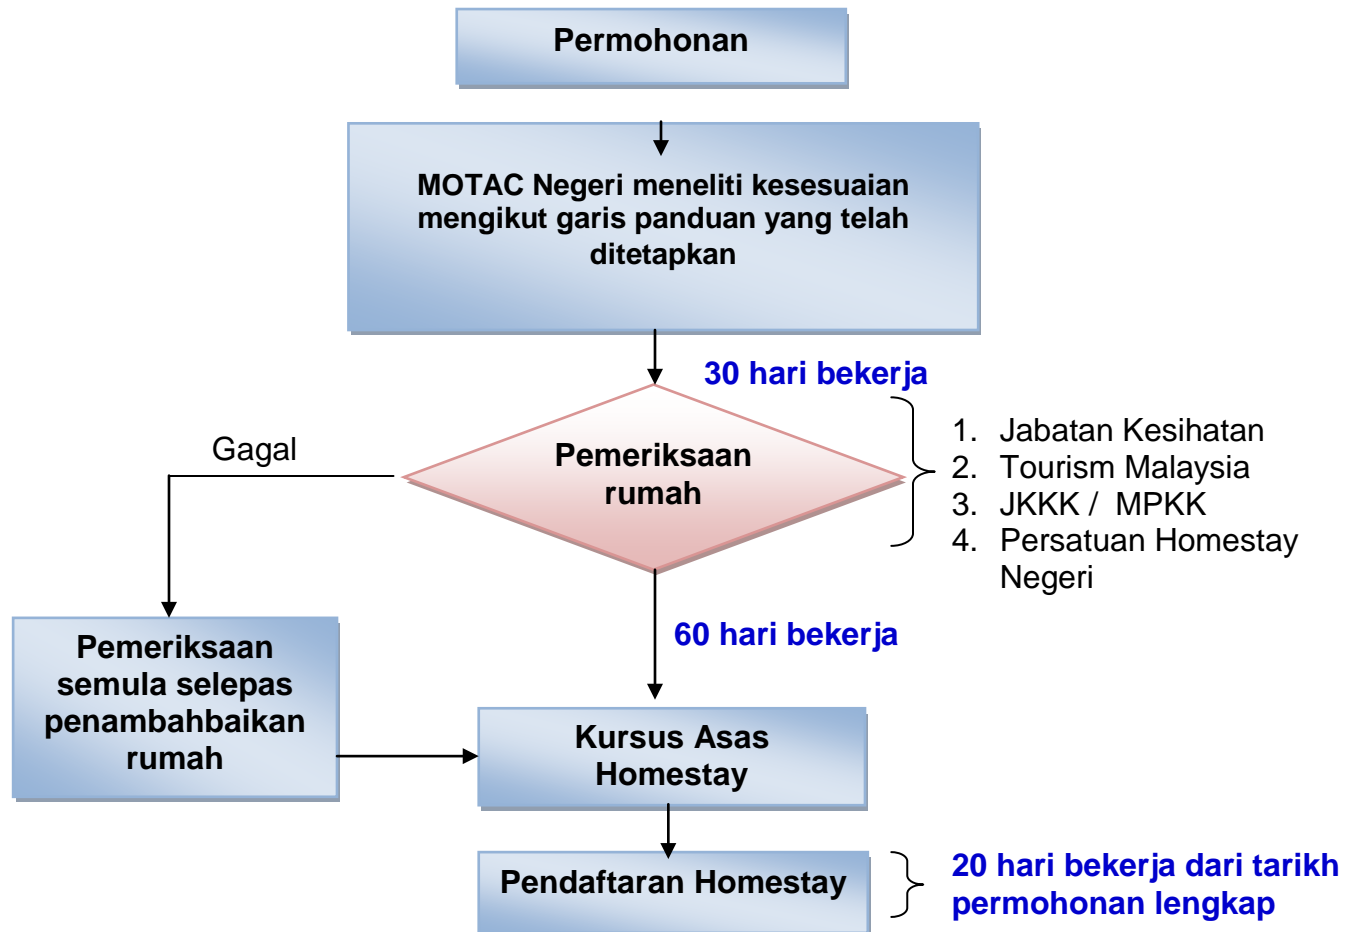 Permohonan
MOTAC Negeri meneliti kesesuaian
mengikut garis panduan yang telah
ditetapkan
30 hari bekerja
Gagal
Pemeriksaan
rumah
1. Jabatan Kesihatan
2. Tourism Malaysia
3. JKKK / MPKK
4. Persatuan Homestay
Negeri
60 hari bekerja
Pemeriksaan
semula selepas
penambahbaikan
rumah
Kursus Asas
Homestay
Pendaftaran Homestay
20 hari bekerja dari tarikh
permohonan lengkap